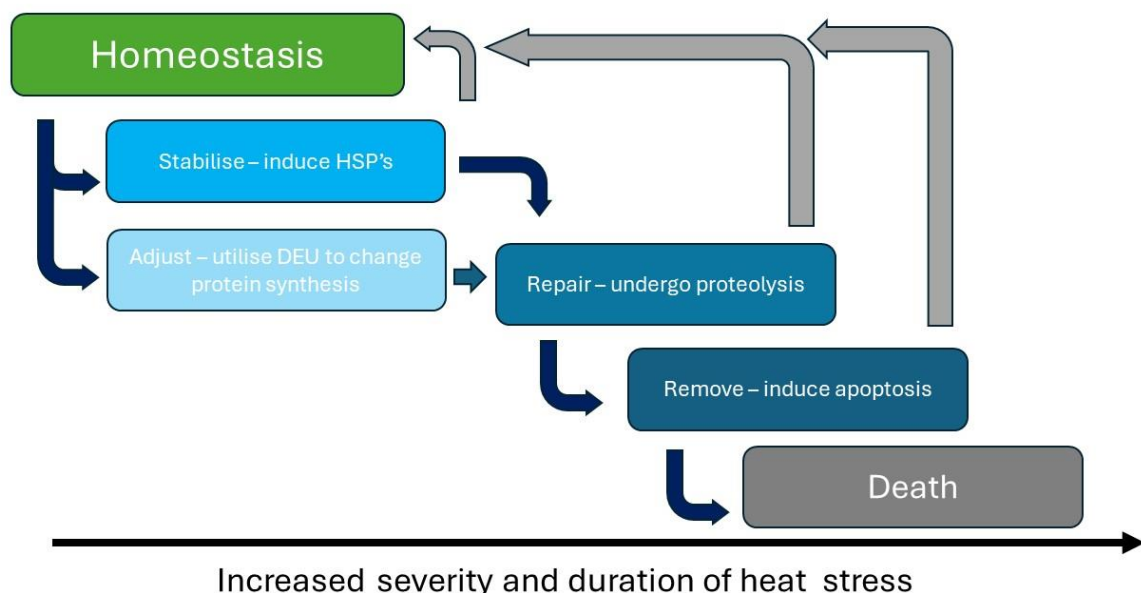 Homeostasis
Stabilise – induce HSP's
Adjust – utilise DEU to change
protein synthesis
Repair – undergo proteolysis
Remove – induce apoptosis
Death
Increased severity and duration of heat stress